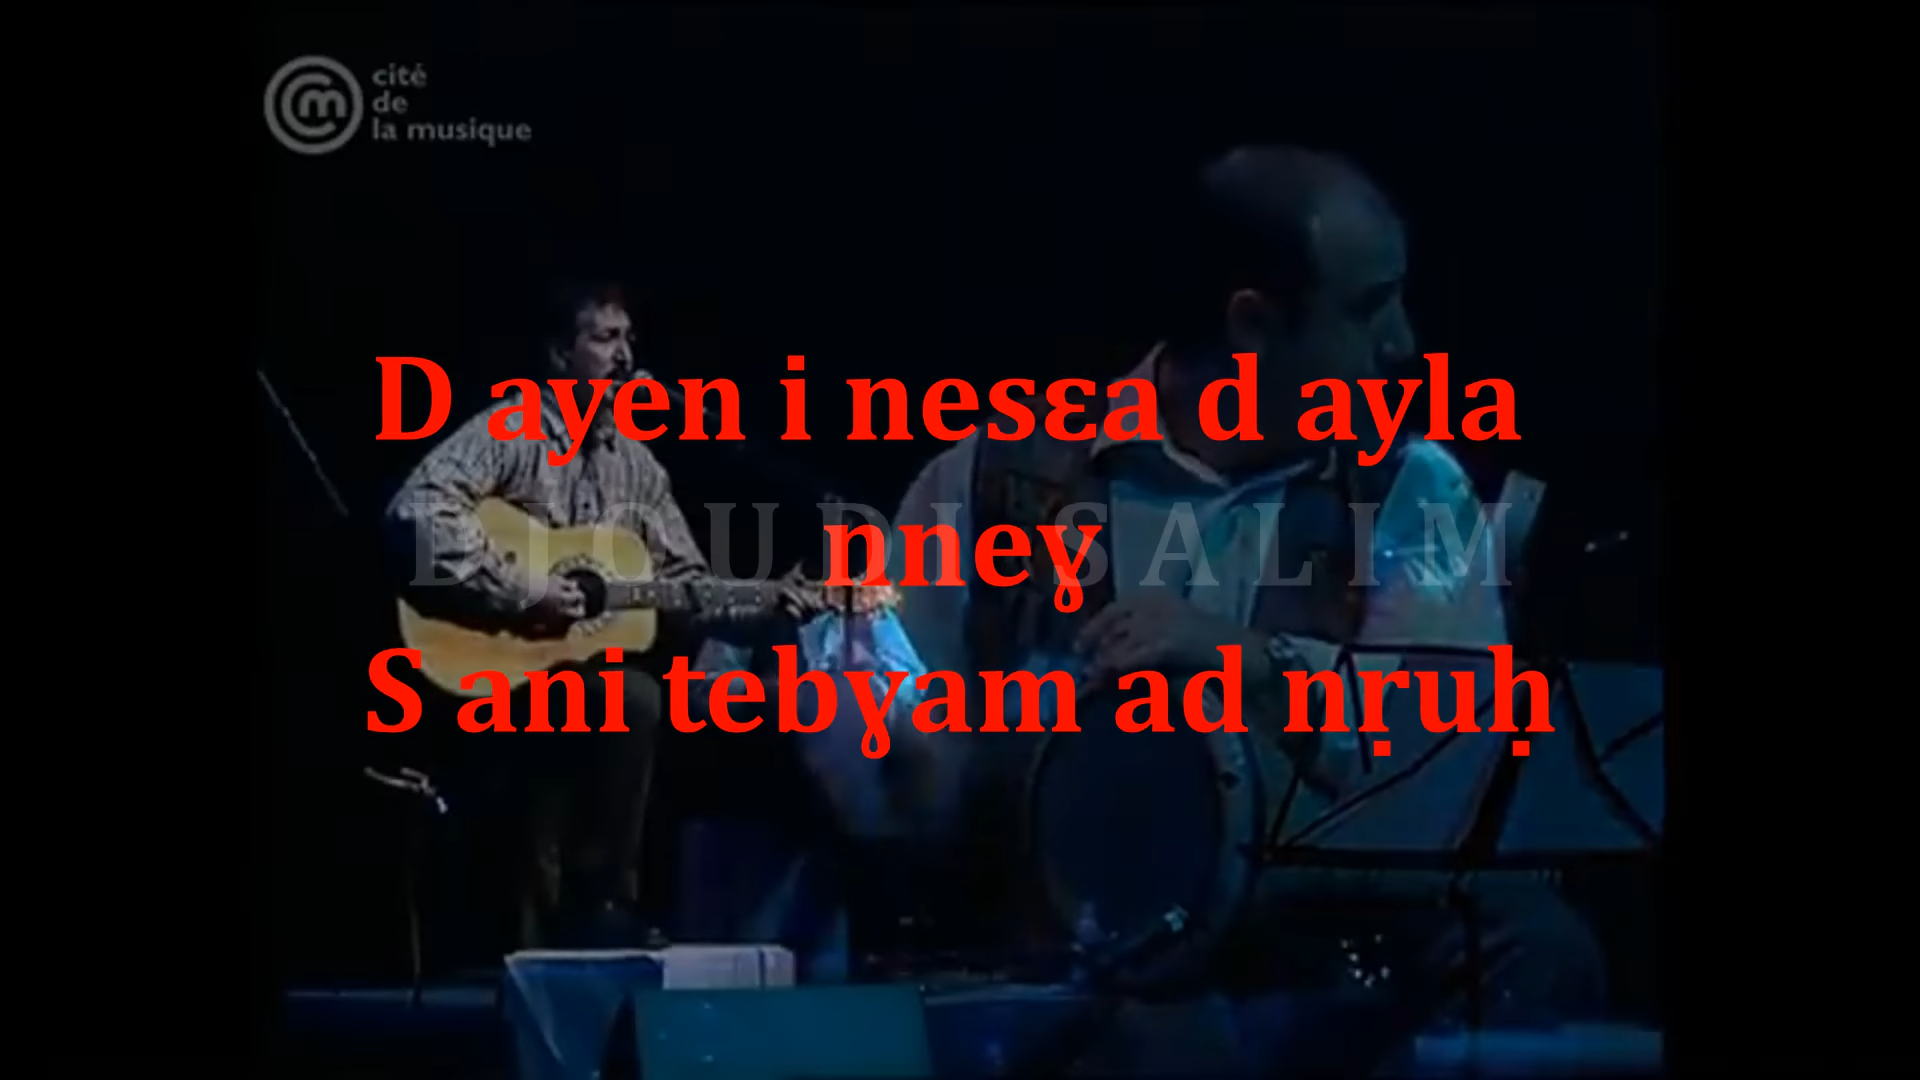 cité
de
la musique
D ayen i nesɛa d ayla
nneɣ
DJOUDI SALIM
S ani tebɣam ad nṛuḥ